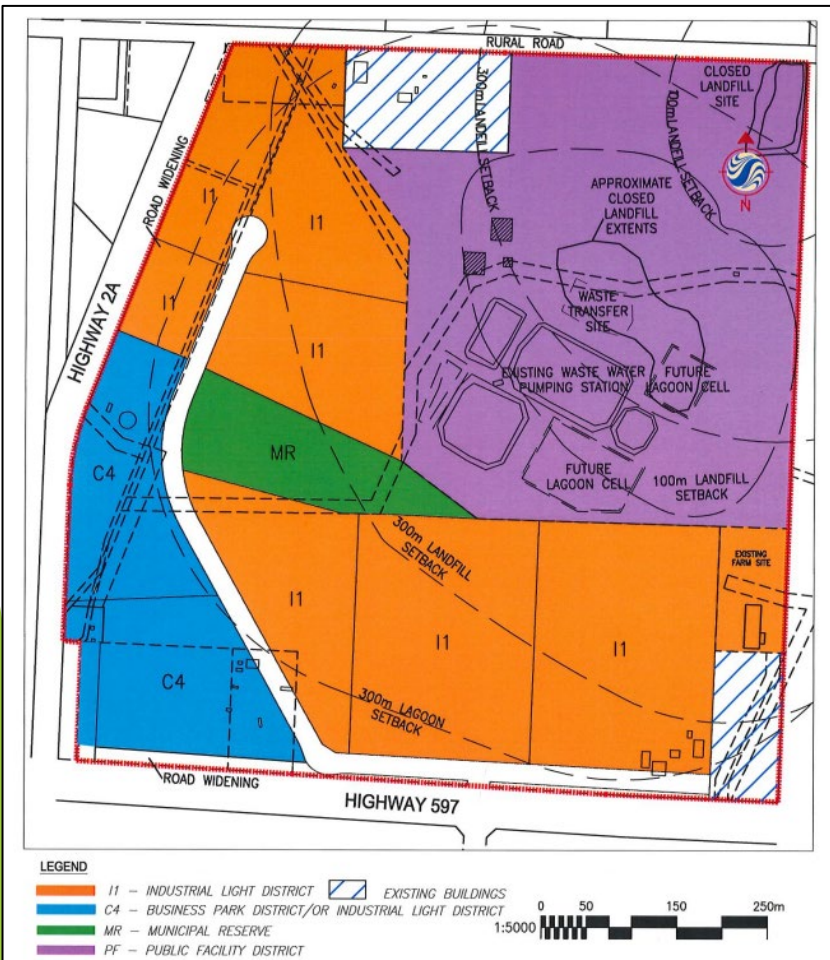 RURAL ROAD
CLOSED
LANDFILL
SITE
300m LANDFILL SETBACK
100m LANDFILL SETBACK
N
ROAD WIDENING
APPROXIMATE
CLOSED
LANDFILL
EXTENTS
I1
I1
HIGHWAY 2A
I1
I1
WASTE
TRANSFER
SITE
EXISTING WASTE WATER
PUMPING STATION
FUTURE
LAGOON CELL
MR
C4
FUTURE
LAGOON CELL
100m LANDFILL
SETBACK
300m LANDFILL
SETBACK
EXISTING
FARM SITE
I1
I1
I1
C4
300m LAGOON
SETBACK
ROAD WIDENING
HIGHWAY 597
LEGEND
I1 – INDUSTRIAL LIGHT DISTRICT
EXISTING BUILDINGS
C4 – BUSINESS PARK DISTRICT/OR INDUSTRIAL LIGHT DISTRICT
MR – MUNICIPAL RESERVE
PF – PUBLIC FACILITY DISTRICT
0 50 150 250m
1:5000